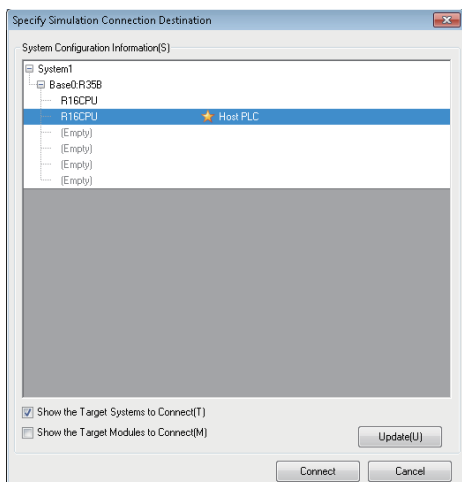 Specify Simulation Connection Destination
System Configuration Information(S)
System1
Base0:R35B
R16CPU
R16CPU Host PLC
(Empty)
(Empty)
(Empty)
(Empty)
Show the Target Systems to Connect(T)
Show the Target Modules to Connect(M)
Update(U)
Connect Cancel